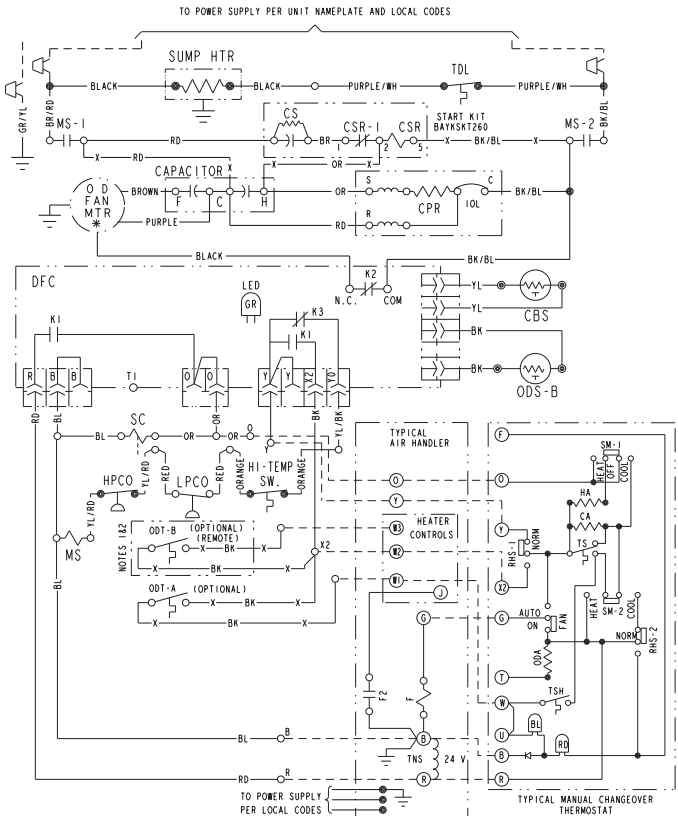 TO POWER SUPPLY PER UNIT NAMEPLATE AND LOCAL CODES
SUMP HTR
TDL
BLACK
BLACK
PURPLE/WH
PURPLE/WH
GR/YL
BR/RD
BK/BL
MS-1
CS
CSR-1
CSR
START KIT
BAYKSKT260
MS-2
RD
BR
1
2
5
X
BK/BL
X
X
RD
X
X
OR
X
CAPACITOR
O D
FAN
MTR
*
BROWN
F
C
H
PURPLE
OR
S
C
BK/BL
CPR
IOL
RD
R
BLACK
BK/BL
DFC
LED
GR
K2
N.C.
COM
YL
YL
CBS
BK
BK
ODS-B
K1
K3
K1
R
B
B
T1
O
O
Y
Y
X2
YO
RD
BL
OR
BK
YL/BK
SC
BL
OR
OR
O
Y
HPCO
YL/RD
RED
LPCO
RED
ORANGE
HI-TEMP
SW.
ORANGE
YL/RD
MS
BL
NOTES 1&2
ODT-B
(OPTIONAL)
(REMOTE)
X
BK
X
X
BK
X
X2
ODT-A
(OPTIONAL)
X
BK
X
X
BK
X
TYPICAL
AIR HANDLER
O
Y
W3
W2
W1
HEATER
CONTROLS
J
G
F2
F
B
TNS
24 V
R
BL
B
RD
R
TO POWER SUPPLY
PER LOCAL CODES
F
SM-1
HEAT
OFF
COOL
O
HA
CA
Y
NORM
RHS-1
TS
X2
HEAT
COOL
SM-2
G
AUTO
ON
FAN
NORM
RHS-2
ODA
T
TSH
W
BL
RD
U
B
R
TYPICAL MANUAL CHANGEOVER
THERMOSTAT